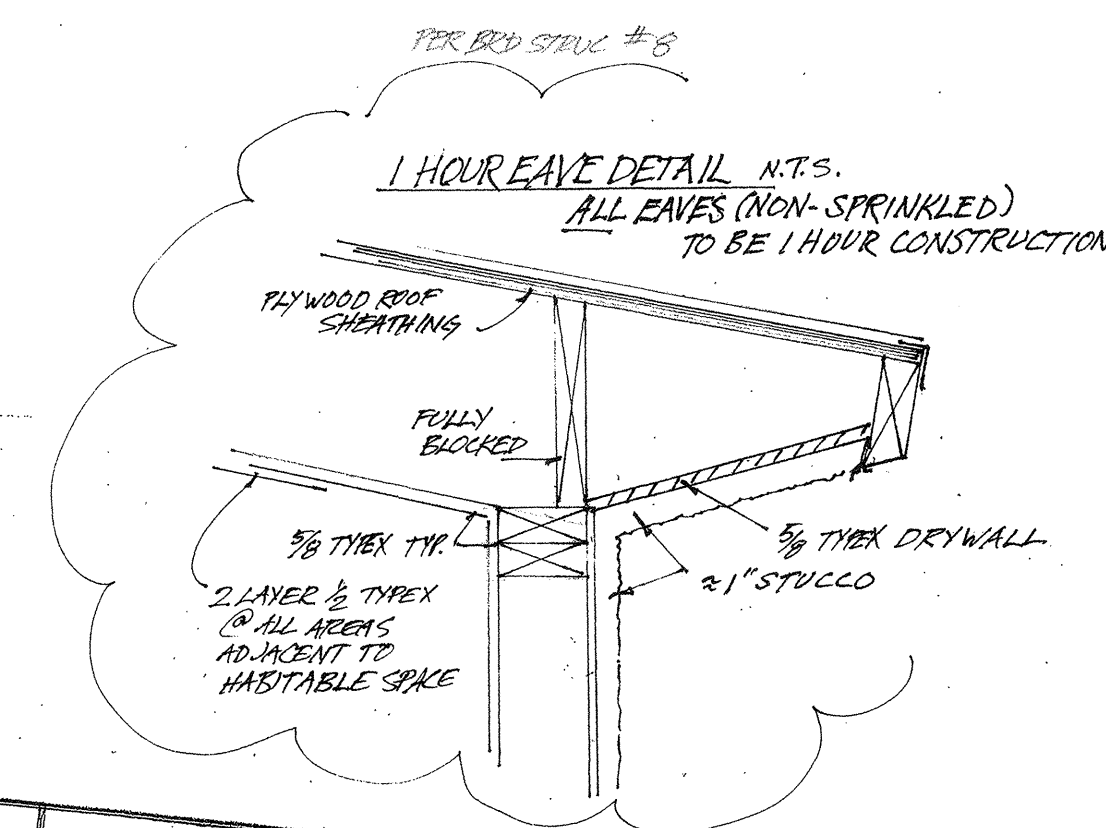 PER BRD STRUC #8
1 HOUR EAVE DETAIL N.T.S.
ALL EAVES (NON-SPRINKLED)
TO BE 1 HOUR CONSTRUCTION
PLYWOOD ROOF
SHEATHING
FULLY
BLOCKED
5/8 TYPEX TYP.
5/8 TYPEX DRYWALL
≈ 1" STUCCO
2 LAYER 1/2 TYPEX
@ ALL AREAS
ADJACENT TO
HABITABLE SPACE